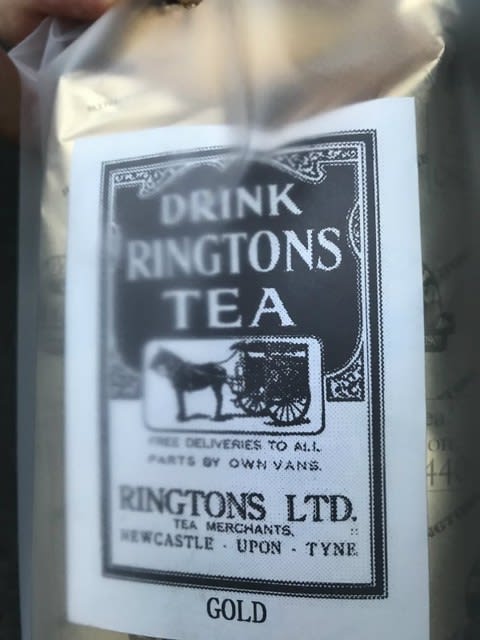 DRINK
RINGTONS
TEA
FREE DELIVERIES TO ALL
PARTS BY OWN VANS.
RINGTONS LTD.
TEA MERCHANTS,
NEWCASTLE - UPON - TYNE
GOLD